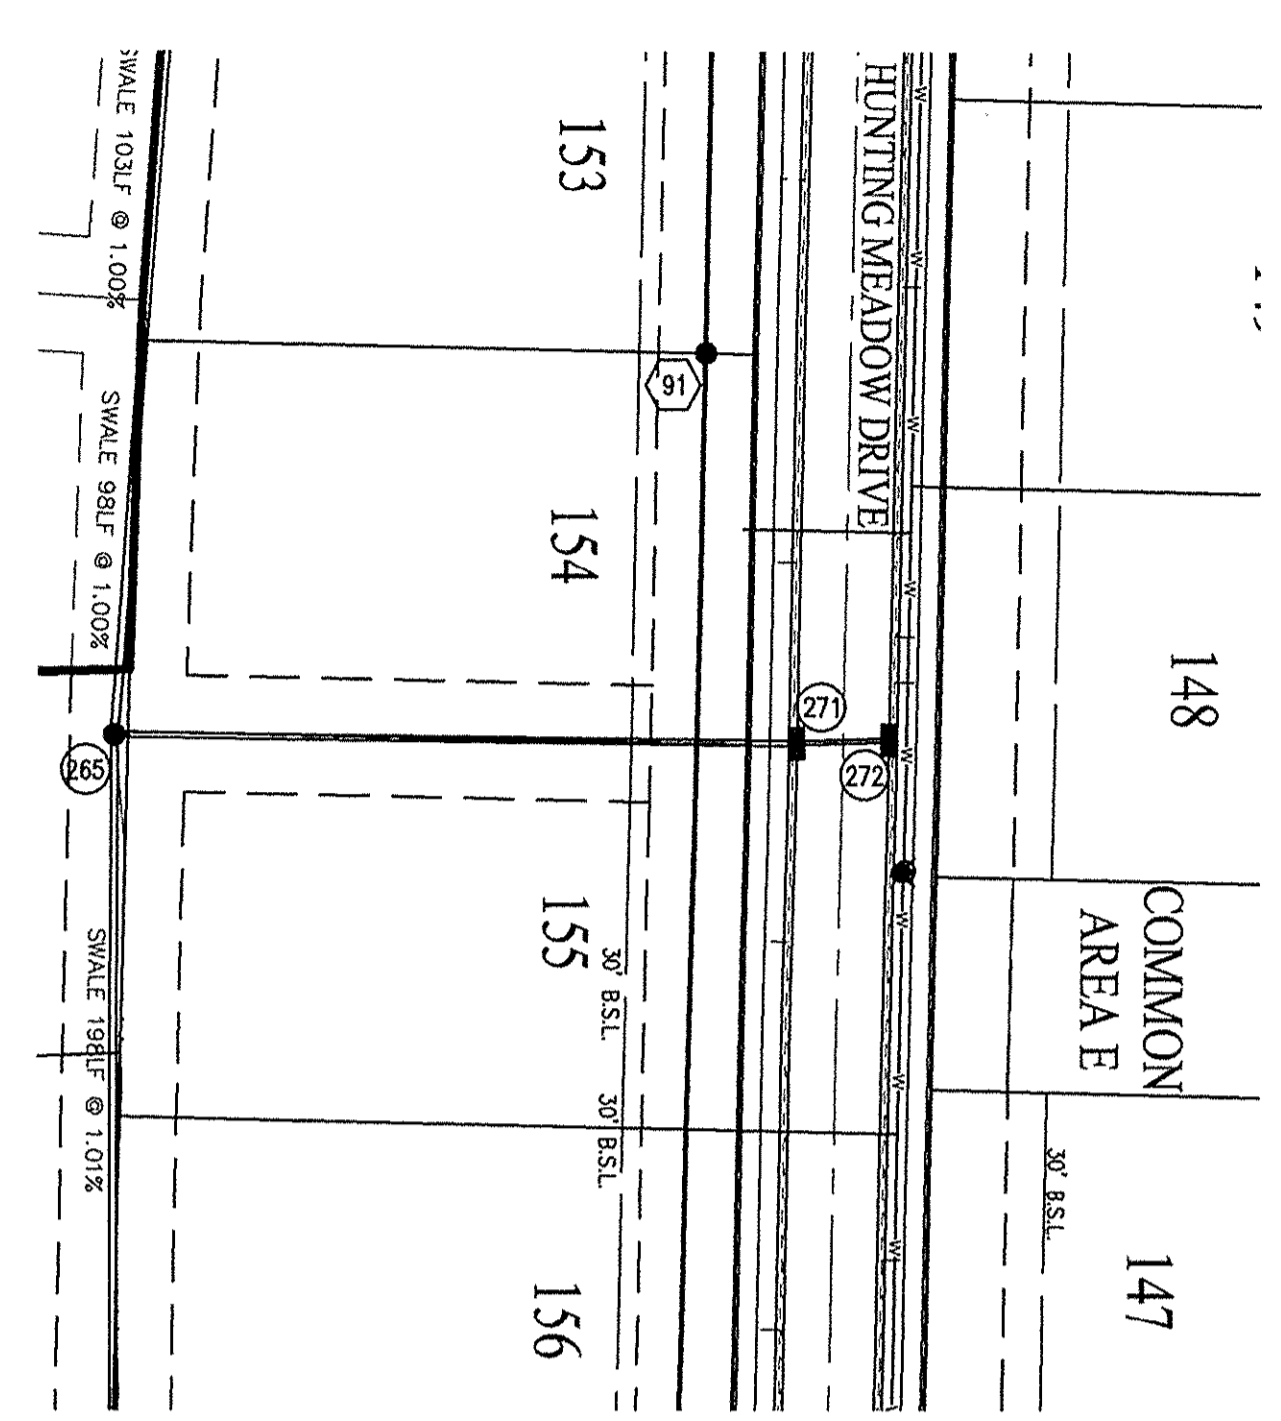 SWALE 103LF @ 1.00%
SWALE 98LF @ 1.00%
SWALE 198LF @ 1.01%
153
154
155
156
30' B.S.L.
30' B.S.L.
91
265
271
272
HUNTING MEADOW DRIVE
W
W
W
W
W
W
W
W
148
COMMON
AREA E
147
30' B.S.L.